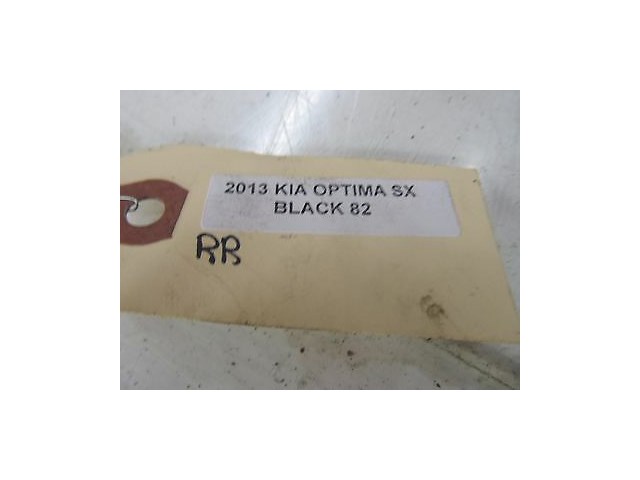 2013 KIA OPTIMA SX
BLACK 82
RR